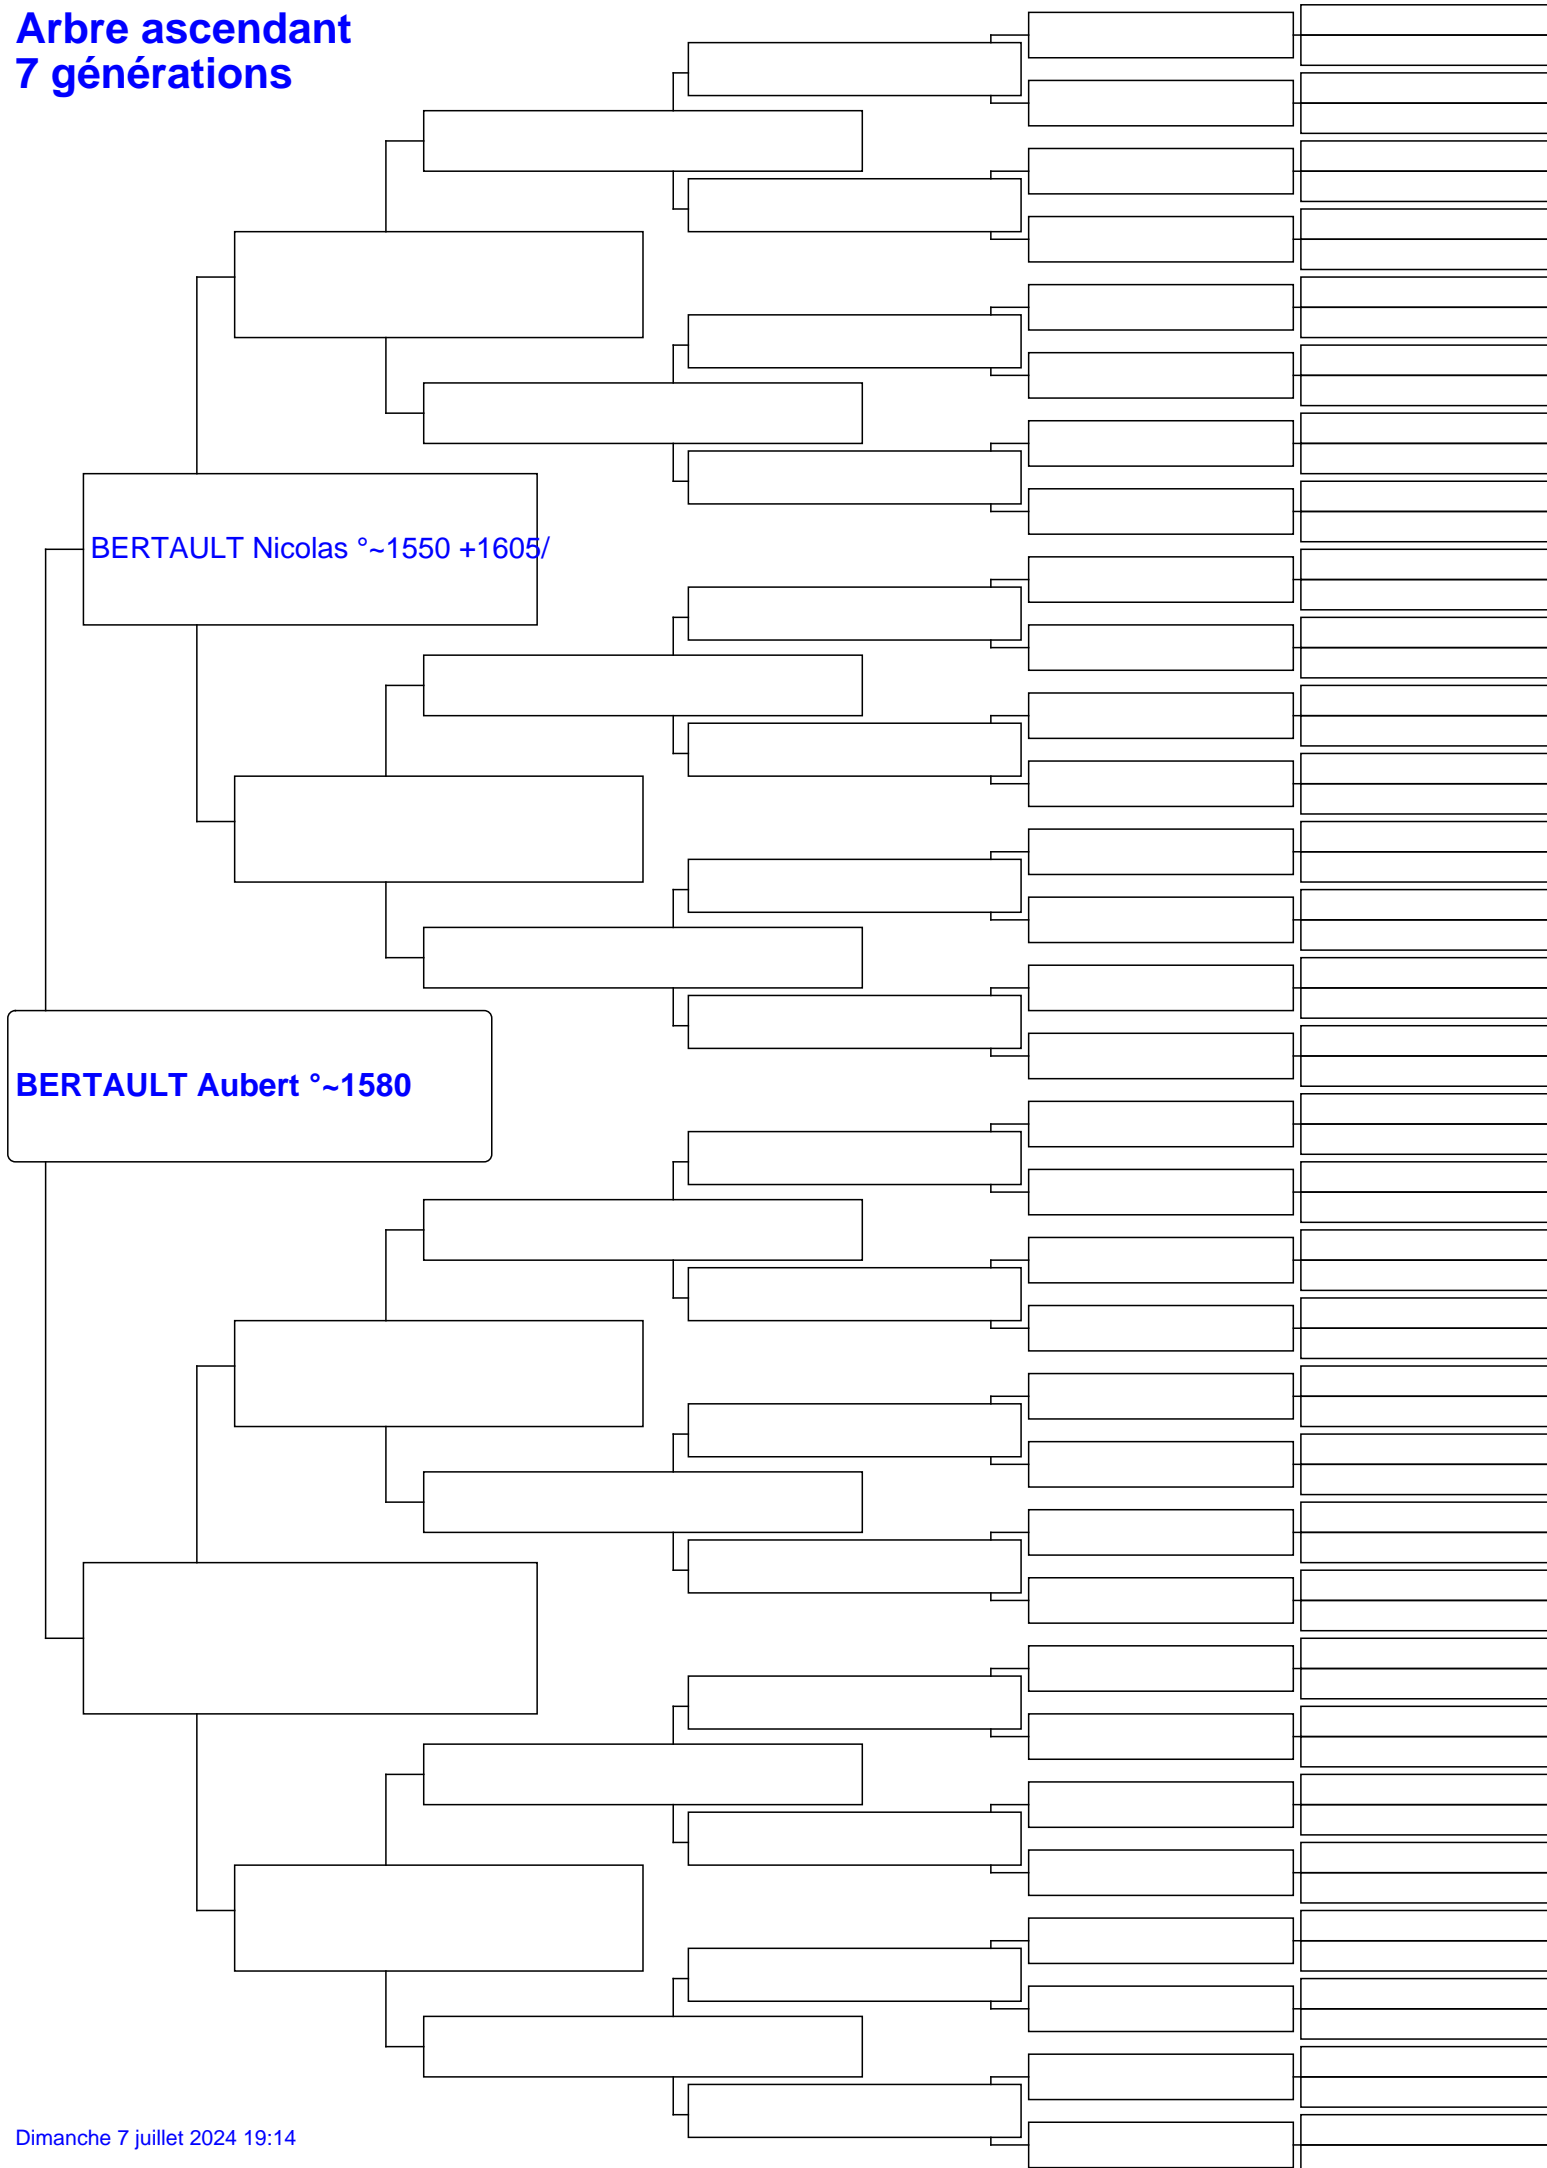 Arbre ascendant
7 générations
BERTAULT Nicolas °~1550 +1605/
BERTAULT Aubert °~1580
Dimanche 7 juillet 2024 19:14